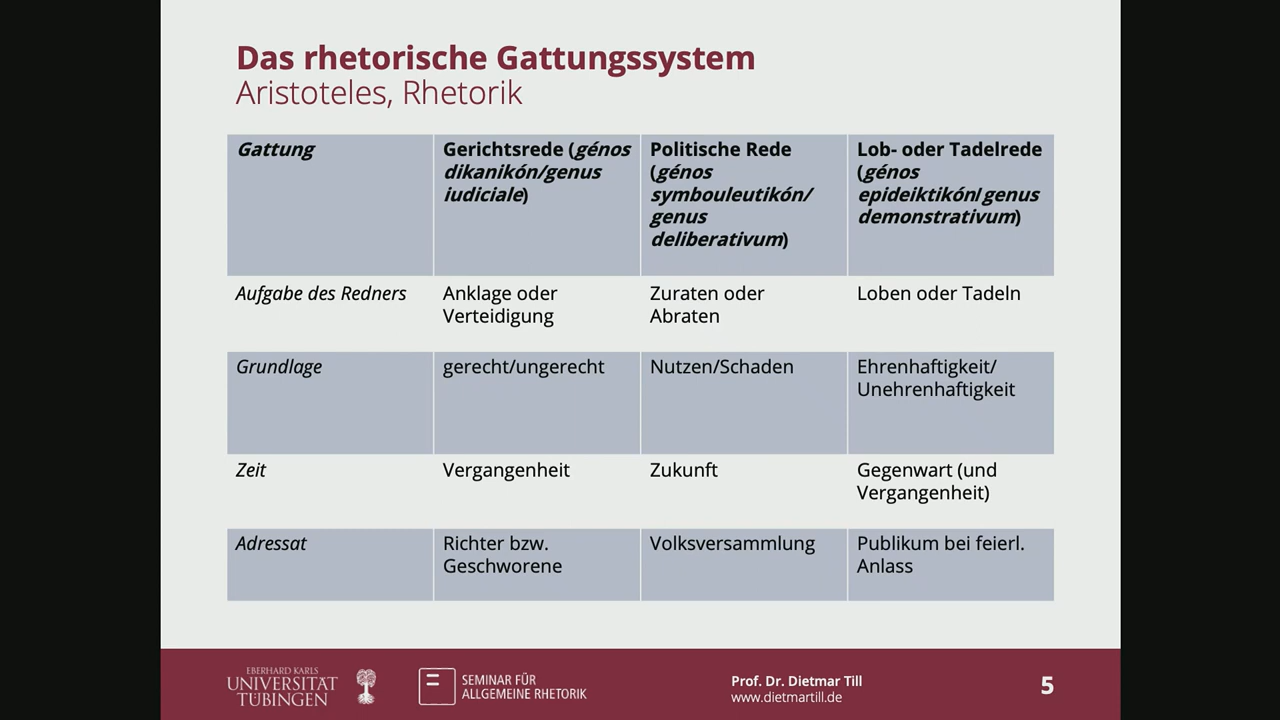 Das rhetorische Gattungssystem
Aristoteles, Rhetorik
Gattung
Gerichtsrede (génos
dikanikón/genus
iudiciale)
Politische Rede
(génos
symbouleutikón/
genus
deliberativum)
Lob- oder Tadelrede
(génos
epideiktikón/ genus
demonstrativum)
Aufgabe des Redners
Anklage oder
Verteidigung
Zuraten oder
Abraten
Loben oder Tadeln
Grundlage
gerecht/ungerecht
Nutzen/Schaden
Ehrenhaftigkeit/
Unehrenhaftigkeit
Zeit
Vergangenheit
Zukunft
Gegenwart (und
Vergangenheit)
Adressat
Richter bzw.
Geschworene
Volksversammlung
Publikum bei feierl.
Anlass
EBERHARD KARLS
UNIVERSITÄT
TÜBINGEN
SEMINAR FÜR
ALLGEMEINE RHETORIK
Prof. Dr. Dietmar Till
www.dietmartill.de
5